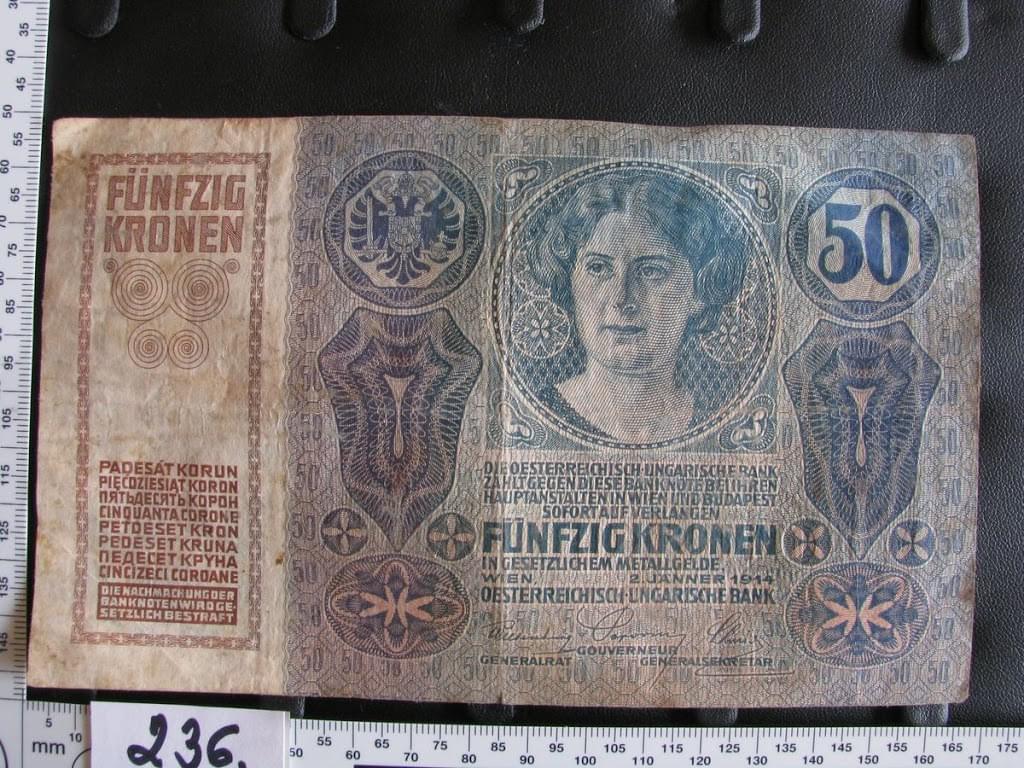 FÜNFZIG
KRONEN
PADESÁT KORUN
PIĘCDZIESIĄT KORON
ПЯТЬДЕСЯТЬ КОРОН
CINQUANTA CORONE
PETDESET KRON
PEDESET KRUNA
ПЕДЕСЕТ КРУНА
CINCIZECI COROANE
DIE NACHMACHUNG DER
BANKNOTEN WIRD GE-
SETZLICH BESTRAFT
50
DIE OESTERREICHISCH-UNGARISCHE BANK
ZAHLT GEGEN DIESE BANKNOTE BEI IHREN
HAUPTANSTALTEN IN WIEN UND BUDAPEST
SOFORT AUF VERLANGEN
FÜNFZIG KRONEN
IN GESETZLICHEM METALLGELDE.
WIEN, 2. JÄNNER 1914
OESTERREICHISCH-UNGARISCHE BANK
GOUVERNEUR
GENERALRAT GENERALSEKRETÄR
236.
mm